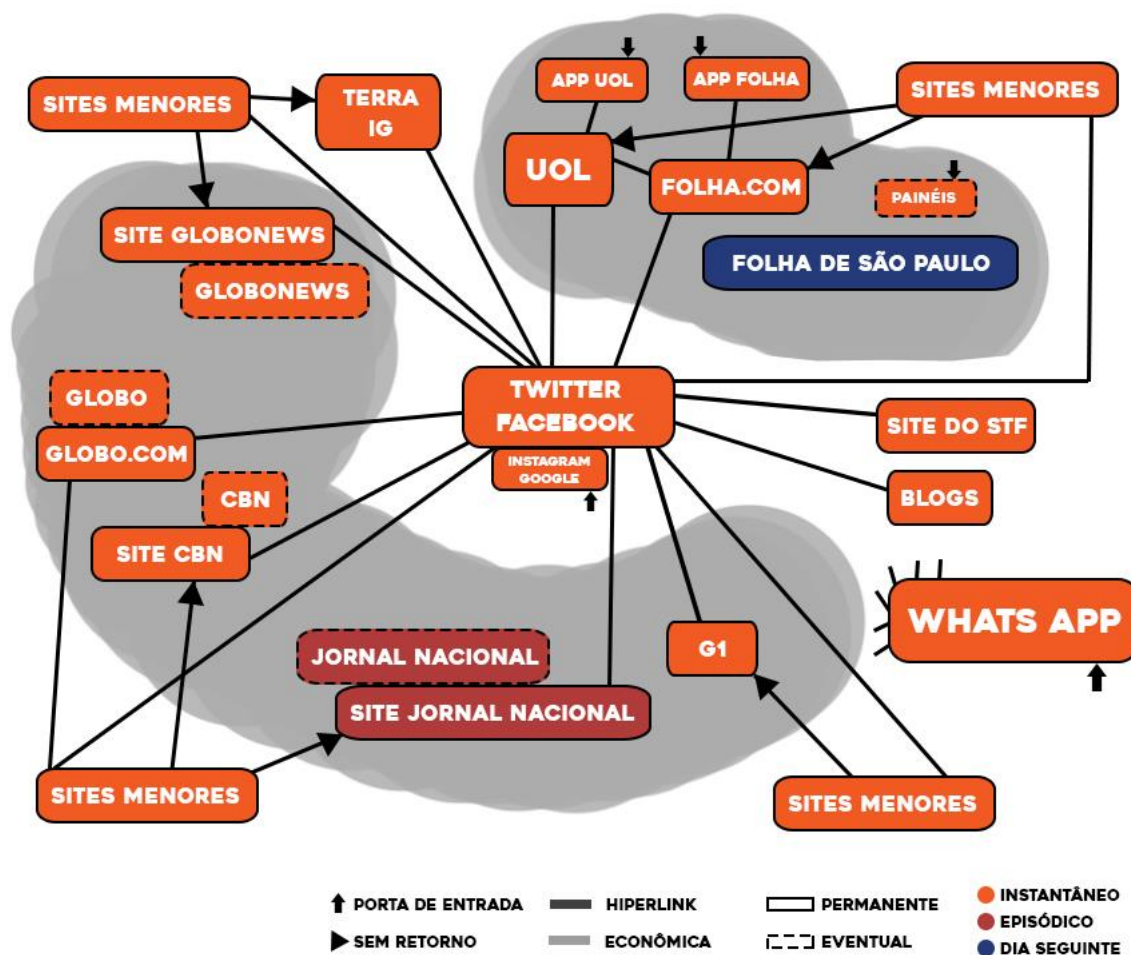 APP UOL
APP FOLHA
SITES MENORES
TERRA
IG
SITES MENORES
UOL
FOLHA.COM
PAINÉIS
SITE GLOBONEWS
GLOBONEWS
FOLHA DE SÃO PAULO
TWITTER
FACEBOOK
INSTAGRAM
GOOGLE
GLOBO
GLOBO.COM
SITE DO STF
CBN
SITE CBN
BLOGS
WHATS APP
JORNAL NACIONAL
SITE JORNAL NACIONAL
G1
SITES MENORES
SITES MENORES
PORTA DE ENTRADA
HIPERLINK
PERMANENTE
INSTANTÂNEO
SEM RETORNO
ECONÔMICA
EVENTUAL
EPISÓDICO
DIA SEGUINTE